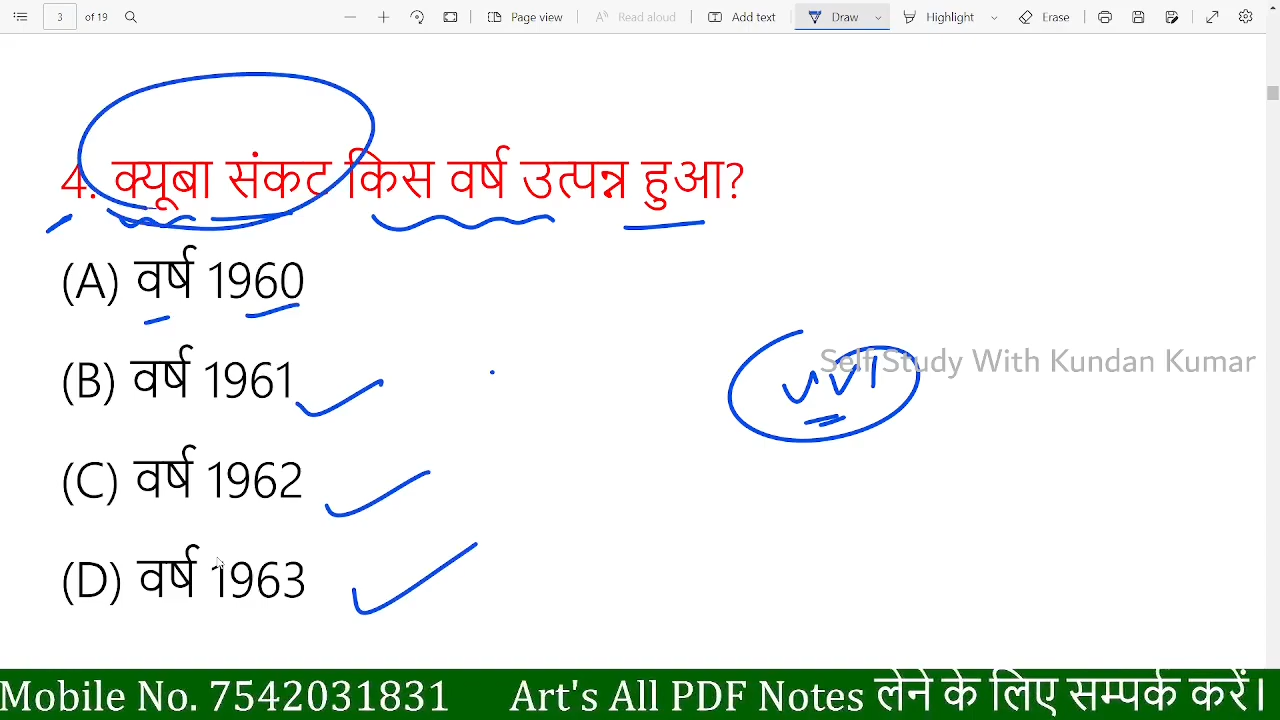 3 of 19 Page view Read aloud Add text Draw Highlight Erase
4. क्यूबा संकट किस वर्ष उत्पन्न हुआ?
(A) वर्ष 1960
(B) वर्ष 1961
Self Study With Kundan Kumar
VVI
(C) वर्ष 1962
(D) वर्ष 1963
Mobile No. 7542031831 Art's All PDF Notes लेने के लिए सम्पर्क करें।